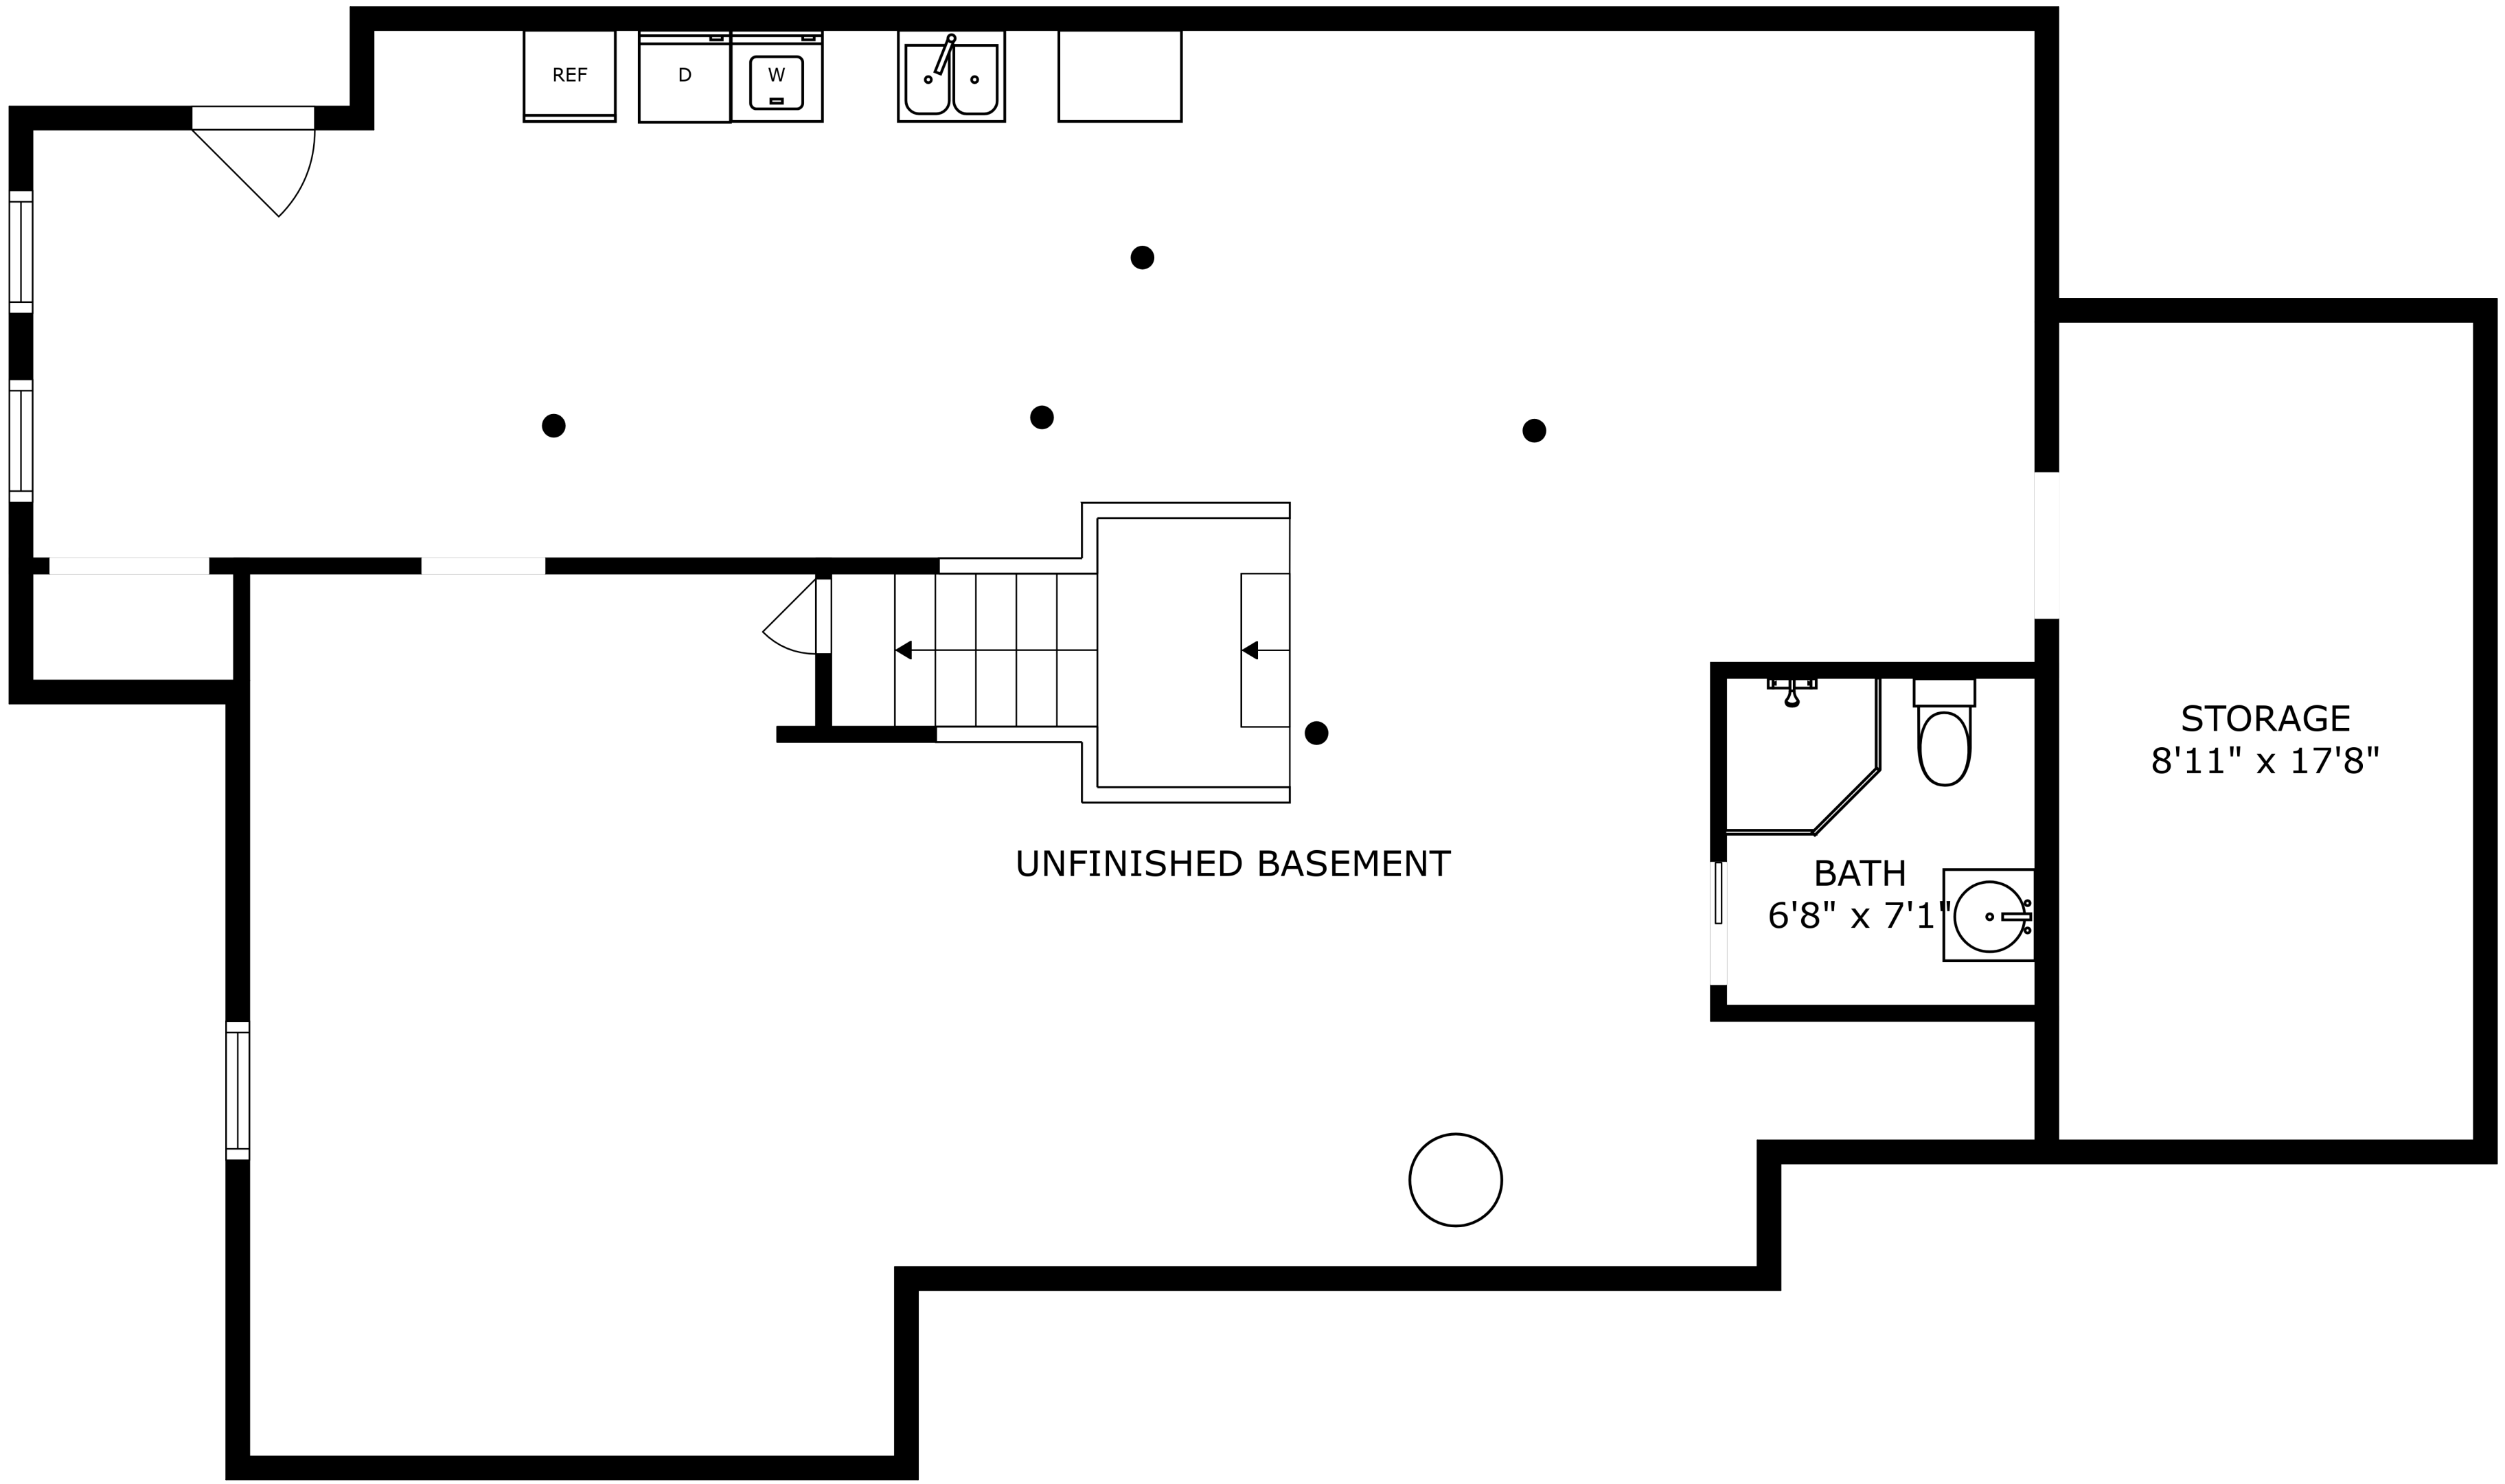 REF
D
W
STORAGE
8'11" x 17'8"
UNFINISHED BASEMENT
BATH
6'8" x 7'1"